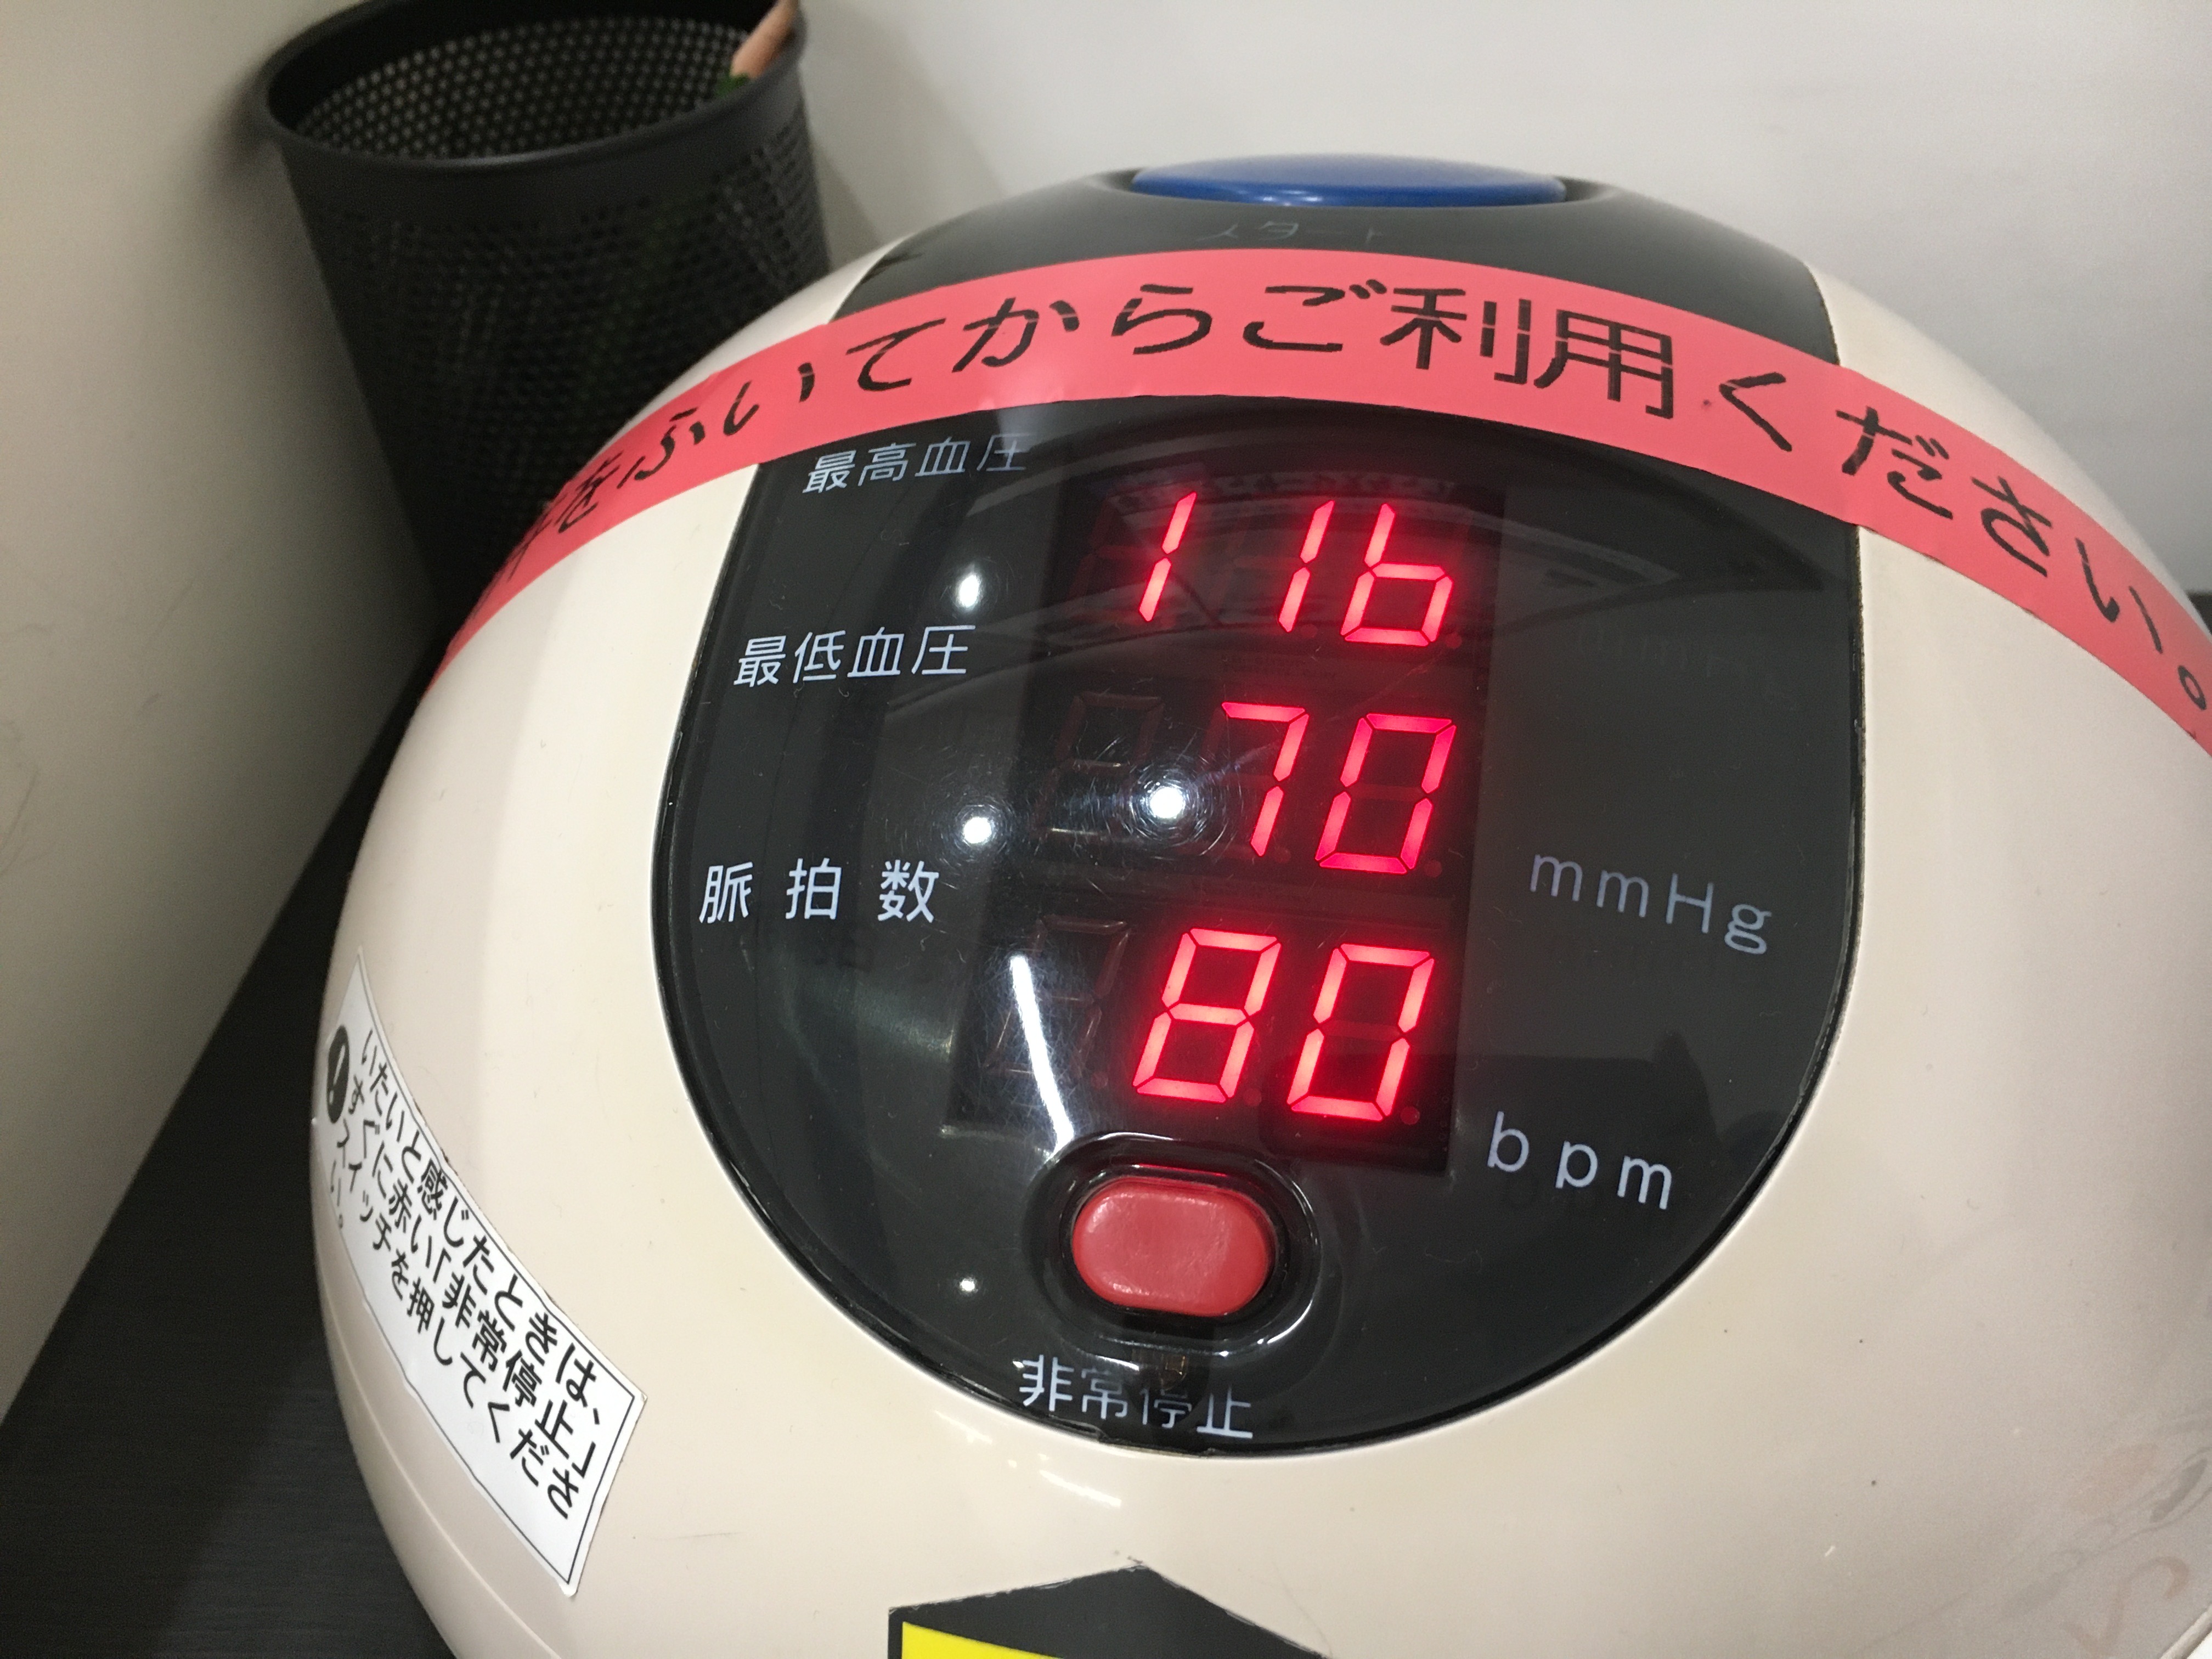 スタート
をふいてからご利用ください。
最高血圧
116
最低血圧
70
mmHg
脈拍数
80
bpm
非常停止
いたいと感じたときは、
すぐに赤い「非常停止」
スイッチを押してくださ
い。